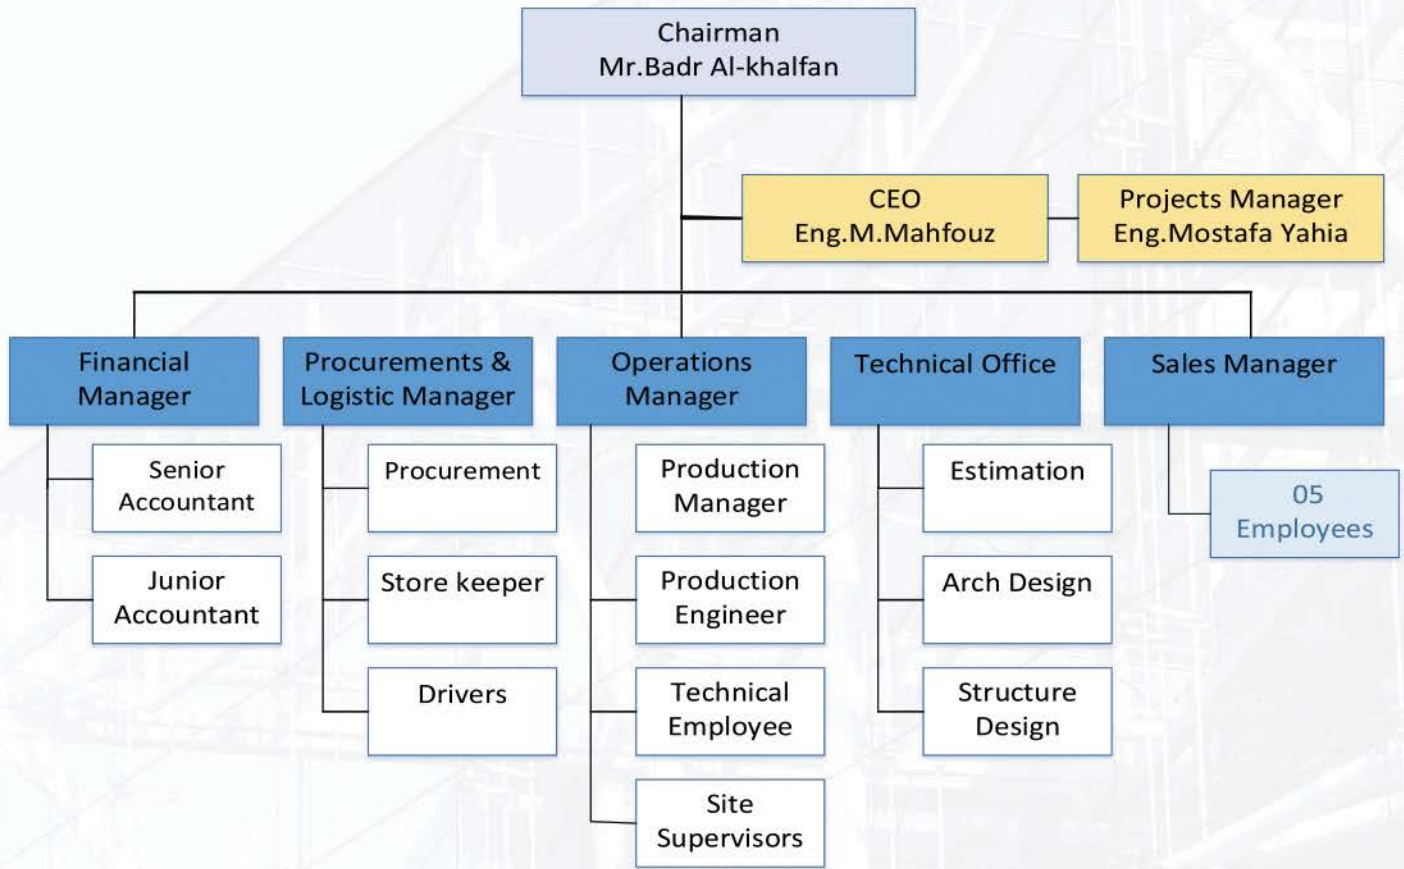 Chairman
Mr.Badr Al-khalfan
CEO
Eng.M.Mahfouz
Projects Manager
Eng.Mostafa Yahia
Financial
Manager
Procurements &
Logistic Manager
Operations
Manager
Technical Office
Sales Manager
Senior
Accountant
Junior
Accountant
Procurement
Store keeper
Drivers
Production
Manager
Production
Engineer
Technical
Employee
Site
Supervisors
Estimation
Arch Design
Structure
Design
05
Employees